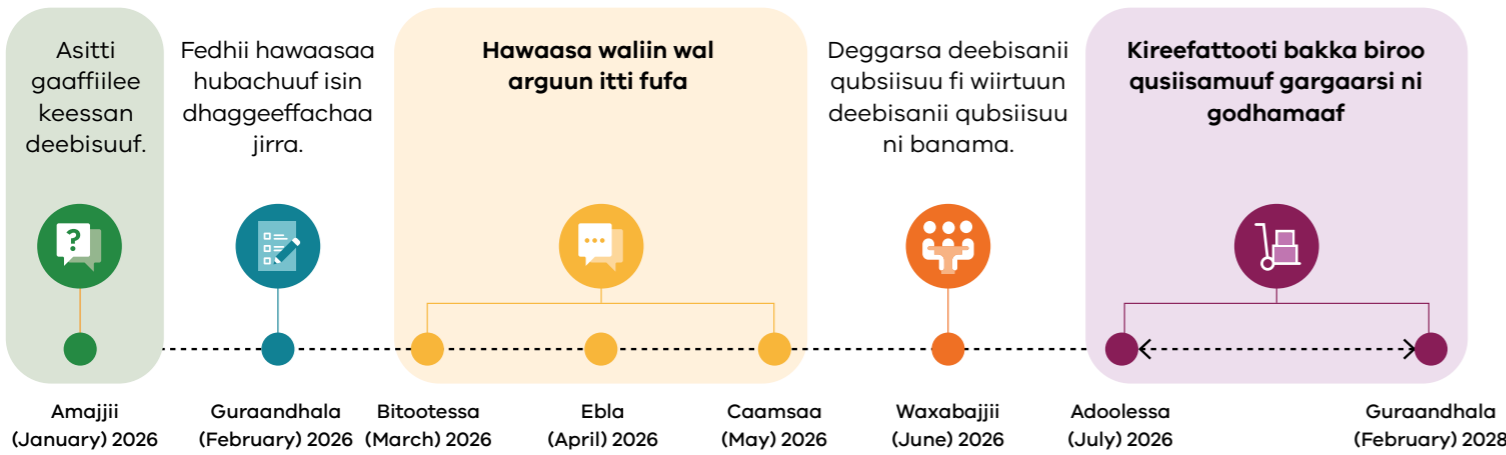 Asitti
gaaffiilee
keessan
deebisuuf.
Fedhii hawaasaa
hubachuuf isin
dhaggeeffachaa
jirra.
Hawaasa waliin wal
arguun itti fufa
Deggarsa deebisanii
qubsiisuu fi wiirtuun
deebisanii qubsiisuu
ni banama.
Kireefattooti bakka biroo
qusiisamuuf gargaarsi ni
godhamaaf
?
Amajjii
(January) 2026
Guraandhala
(February) 2026
Bitootessa
(March) 2026
Ebla
(April) 2026
Caamsaa
(May) 2026
Waxabajjii
(June) 2026
Adoolessa
(July) 2026
Guraandhala
(February) 2028